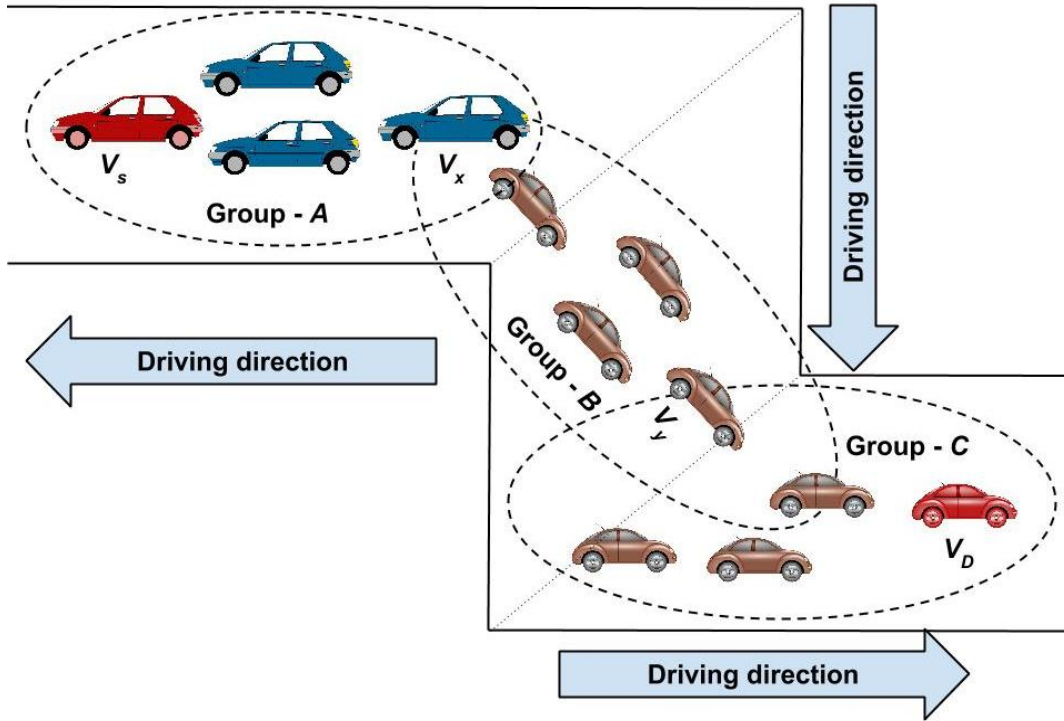 V_s
V_x
Group - A
Driving direction
Driving direction
Group - B
V_y
Group - C
V_D
Driving direction